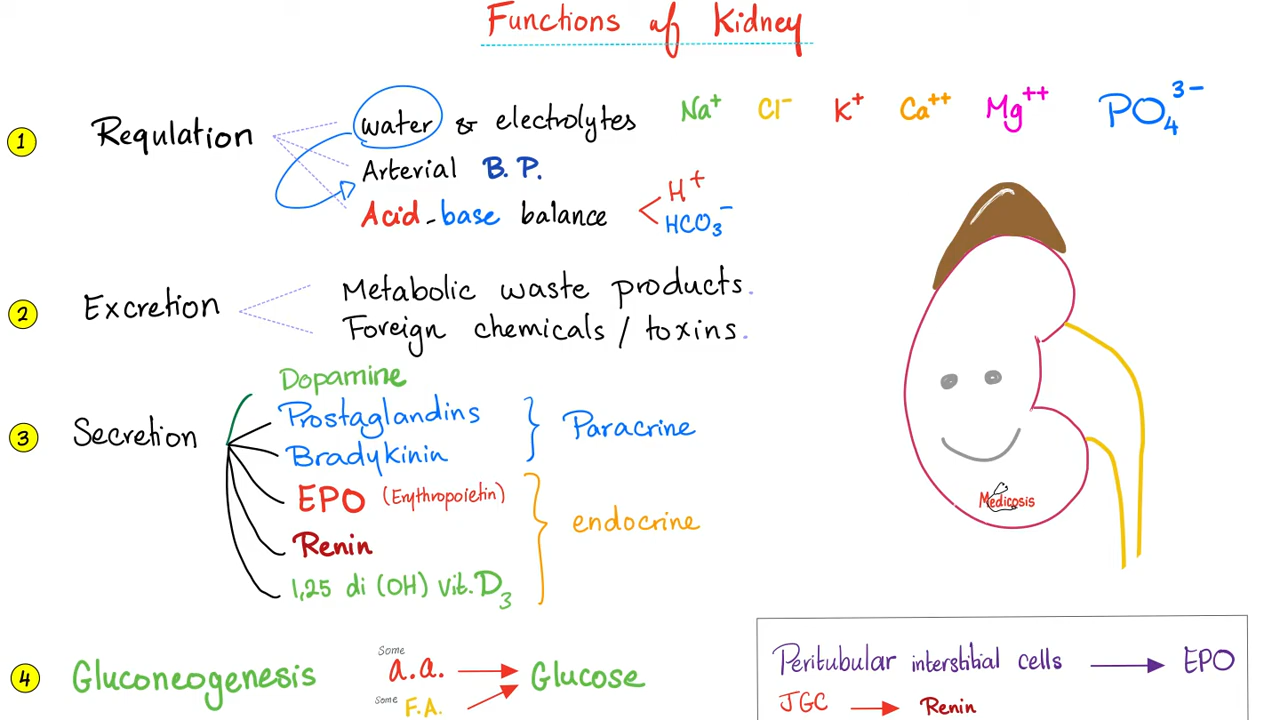 Functions of Kidney
1 Regulation
water & electrolytes Na⁺ Cl⁻ K⁺ Ca⁺⁺ Mg⁺⁺ PO₄³⁻
Arterial B.P.
Acid-base balance H⁺
HCO₃⁻
2 Excretion
Metabolic waste products.
Foreign chemicals / toxins.
3 Secretion
Dopamine
Prostaglandins
Bradykinin
} Paracrine
EPO (Erythropoietin)
Renin
1,25 di (OH) vit. D₃
} endocrine
Medicosis
4 Gluconeogenesis
Some a.a. → Glucose
Some F.A.
Peritubular interstitial cells → EPO
JGC → Renin